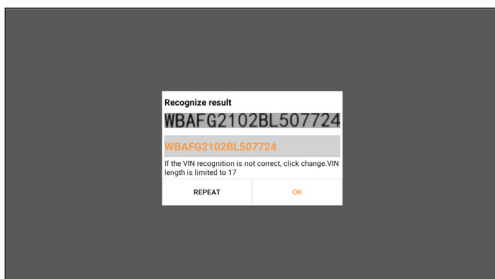 Recognize result
WBAFG2102BL507724
WBAFG2102BL507724
If the VIN recognition is not correct, click change.VIN
length is limited to 17
REPEAT
OK